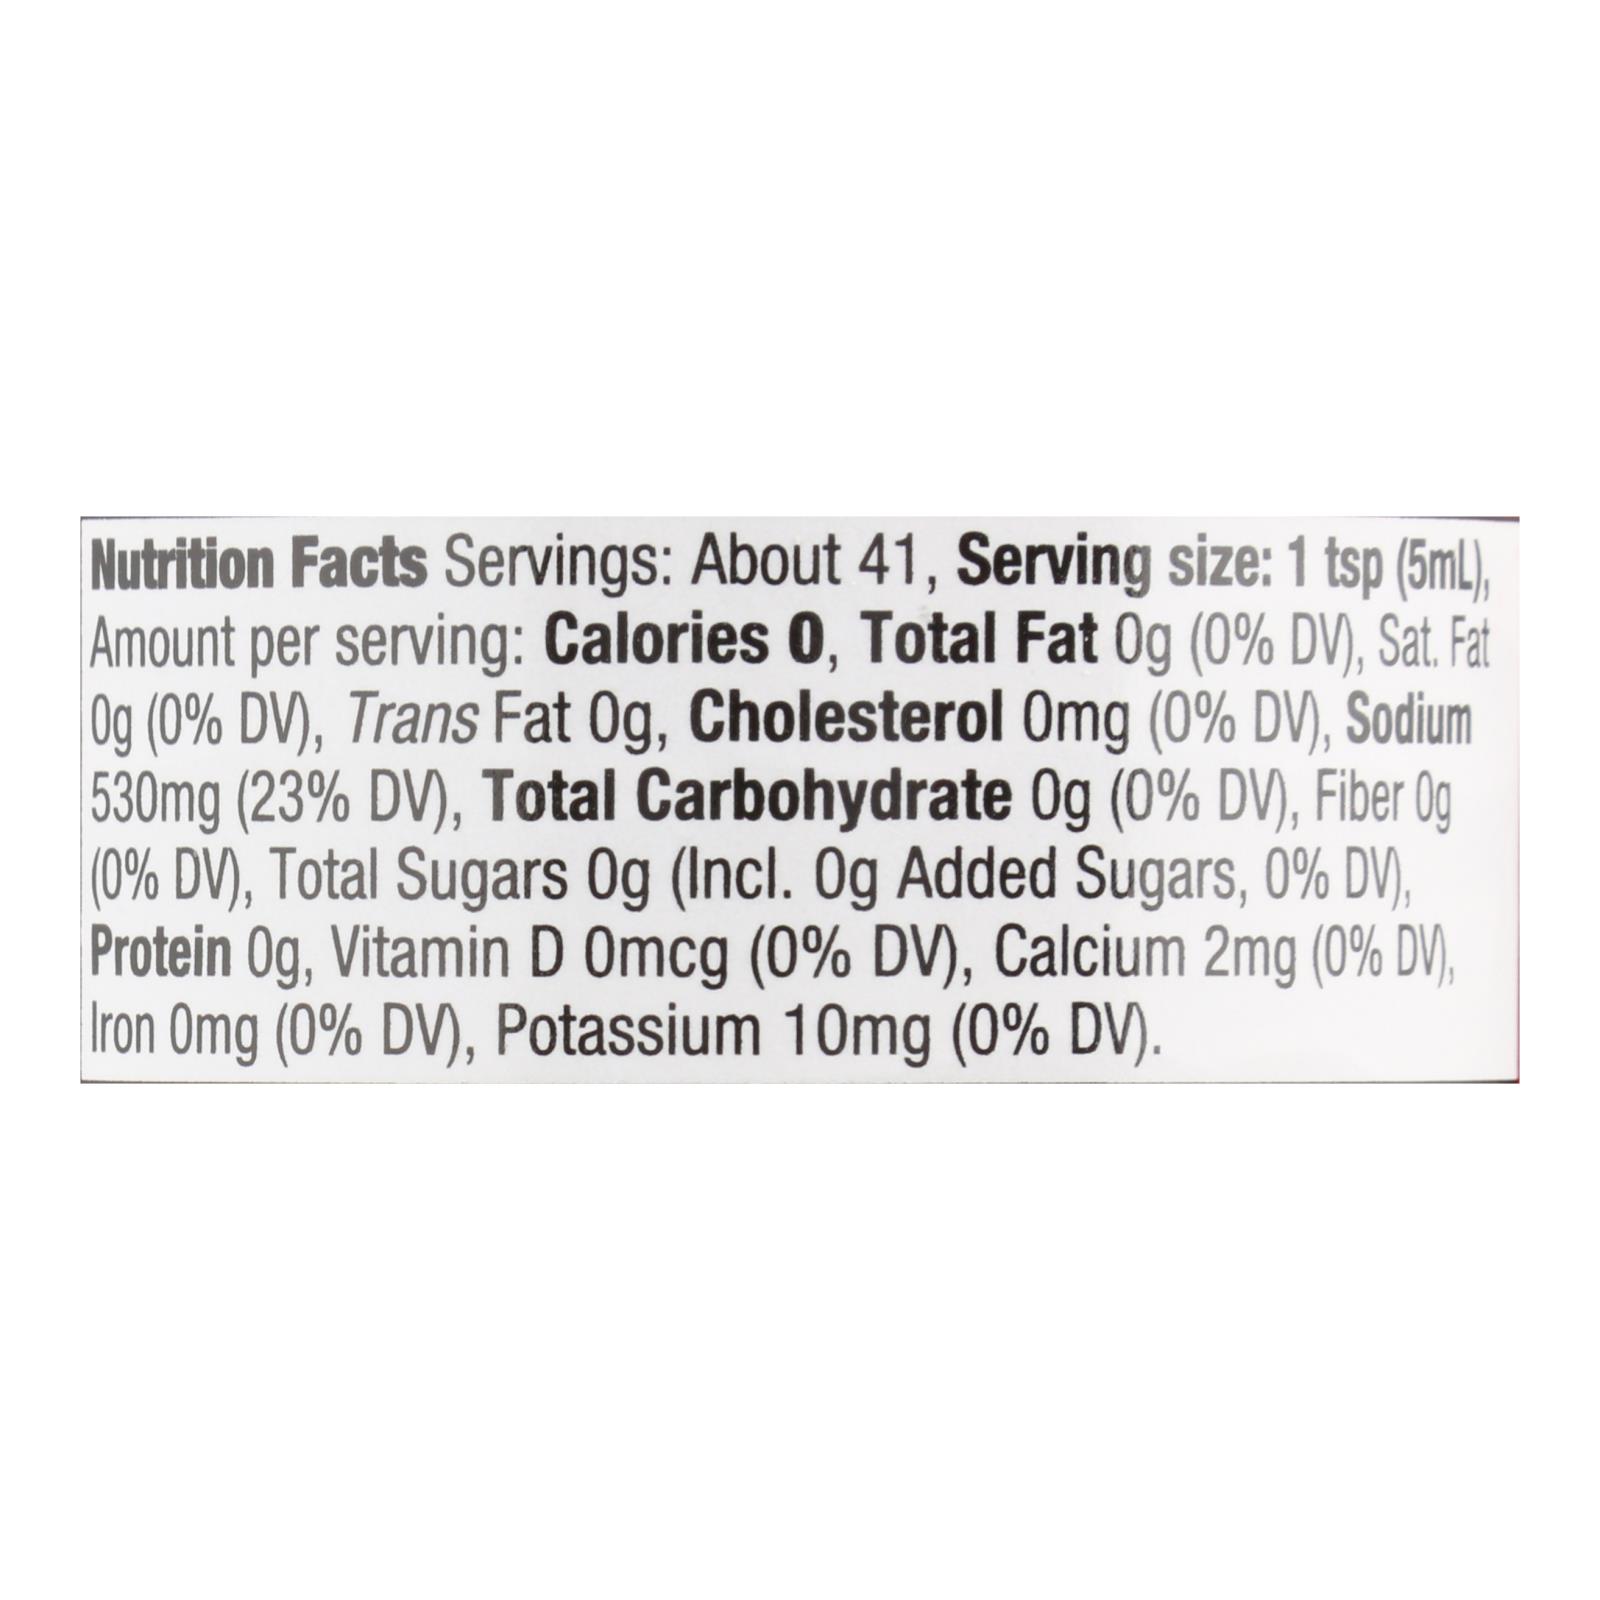 Nutrition Facts Servings: About 41, Serving size: 1 tsp (5mL),
Amount per serving: Calories 0, Total Fat 0g (0% DV), Sat. Fat
0g (0% DV), Trans Fat 0g, Cholesterol 0mg (0% DV), Sodium
530mg (23% DV), Total Carbohydrate 0g (0% DV), Fiber 0g
(0% DV), Total Sugars 0g (Incl. 0g Added Sugars, 0% DV),
Protein 0g, Vitamin D 0mcg (0% DV), Calcium 2mg (0% DV),
Iron 0mg (0% DV), Potassium 10mg (0% DV).